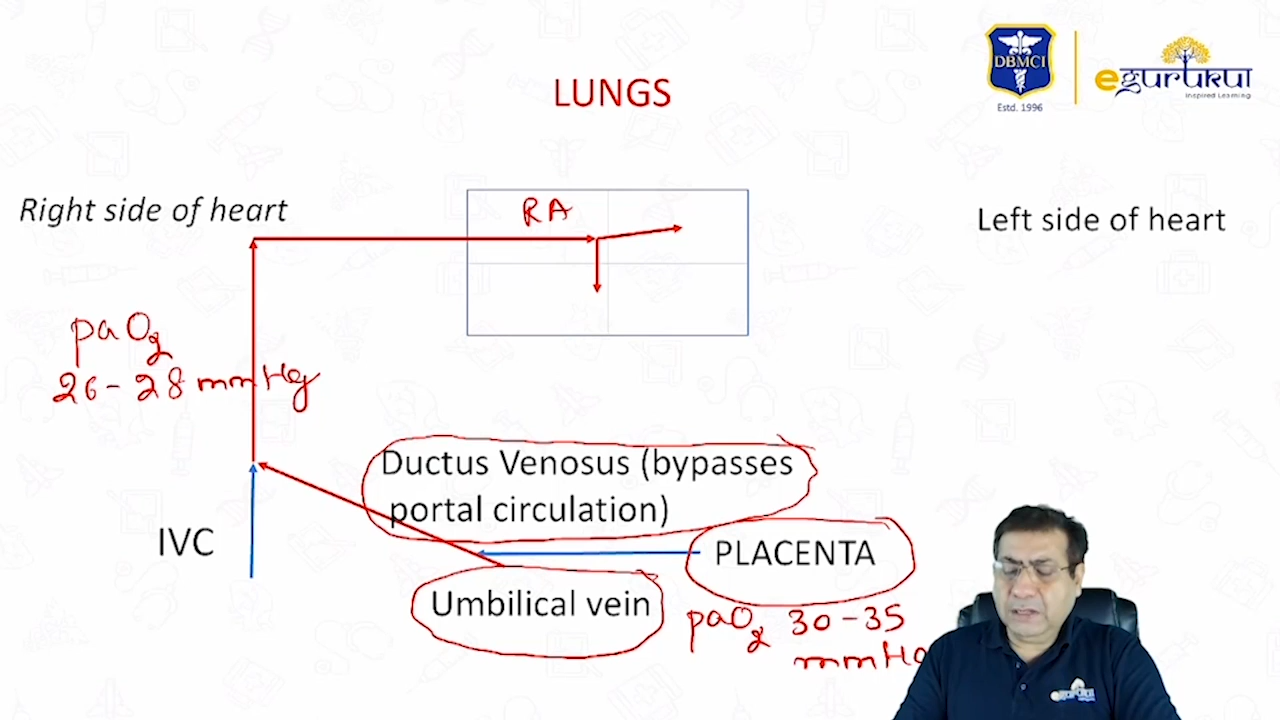 DBMCI
Estd. 1996
egurukul
Inspired Learning
LUNGS
Right side of heart
RA
Left side of heart
paO2
26-28 mmHg
Ductus Venosus (bypasses
portal circulation)
IVC
PLACENTA
Umbilical vein
paO2 30-35
mmHg
egurukul